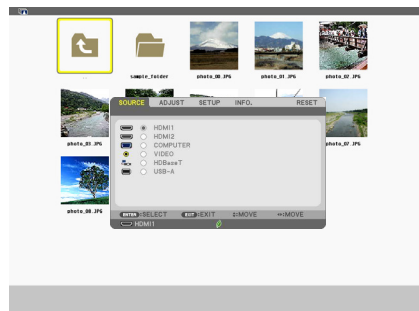 ..
sample_folder
photo_00.JPG
photo_01.JPG
photo_02.JPG
photo_03.JPG
photo_07.JPG
photo_08.JPG
SOURCE ADJUST SETUP INFO. RESET
HDMI1
HDMI2
COMPUTER
VIDEO
HDBaseT
USB-A
ENTER :SELECT EXIT :EXIT ↕:MOVE ↔:MOVE
HDMI1